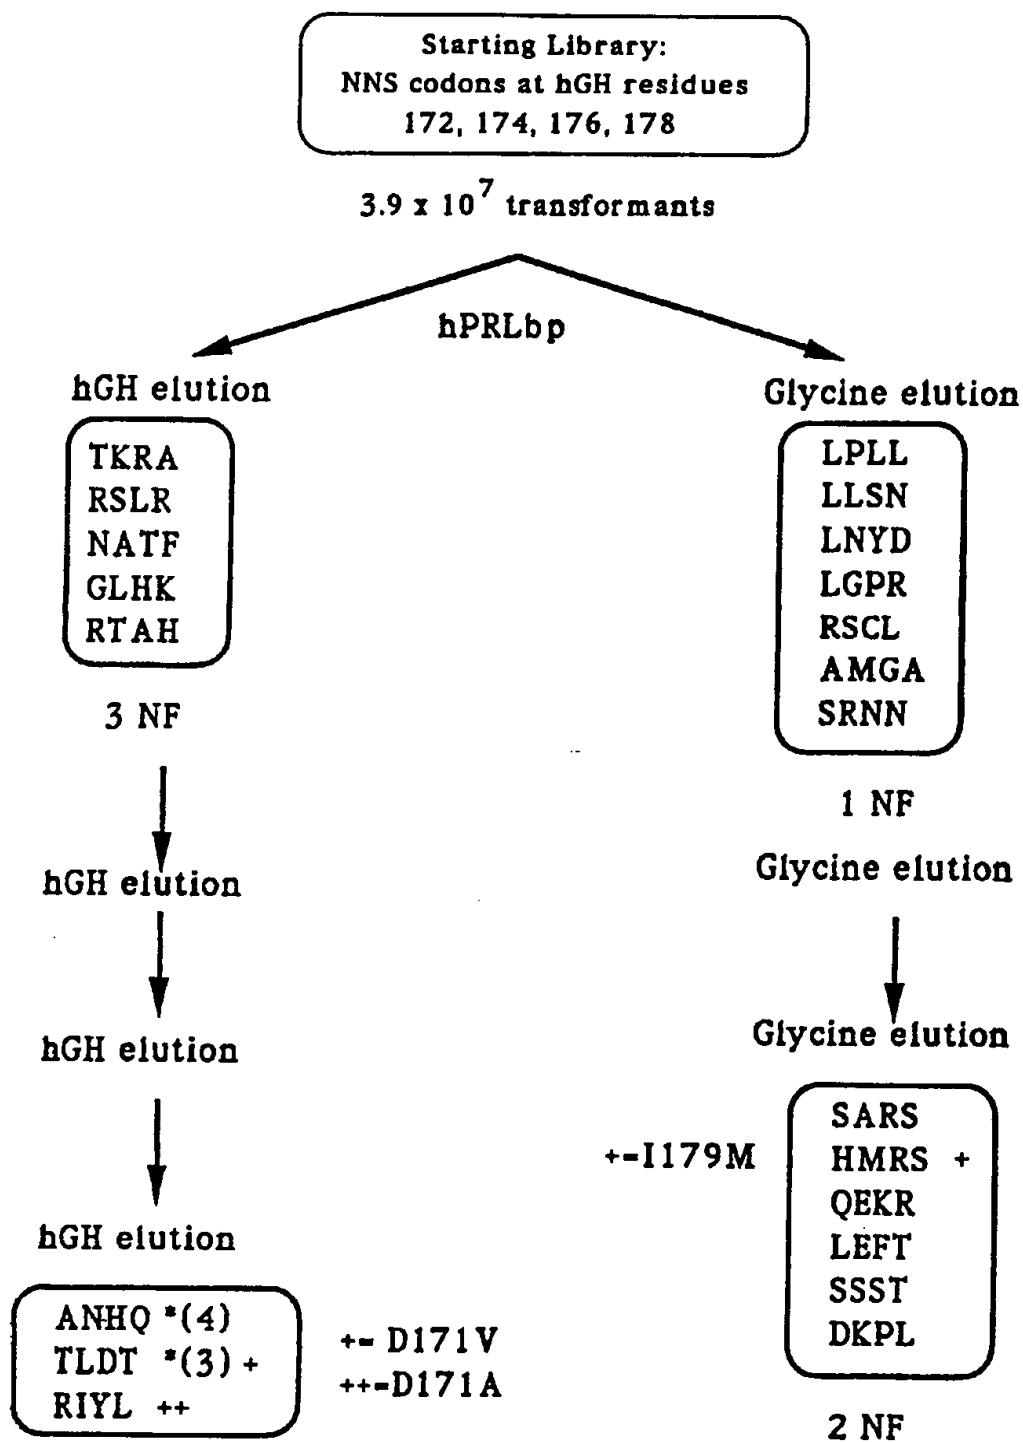 Starting Library:
NNS codons at hGH residues
172, 174, 176, 178
3.9 x 10^7 transformants
hPRLbp
hGH elution
TKRA
RSLR
NATF
GLHK
RTAH
3 NF
hGH elution
hGH elution
hGH elution
ANHQ *(4)
TLDT *(3) +
RIYL ++
+= D171V
++=D171A
Glycine elution
LPLL
LLSN
LNYD
LGPR
RSCL
AMGA
SRNN
1 NF
Glycine elution
Glycine elution
+=I179M
SARS
HMRS +
QEKR
LEFT
SSST
DKPL
2 NF